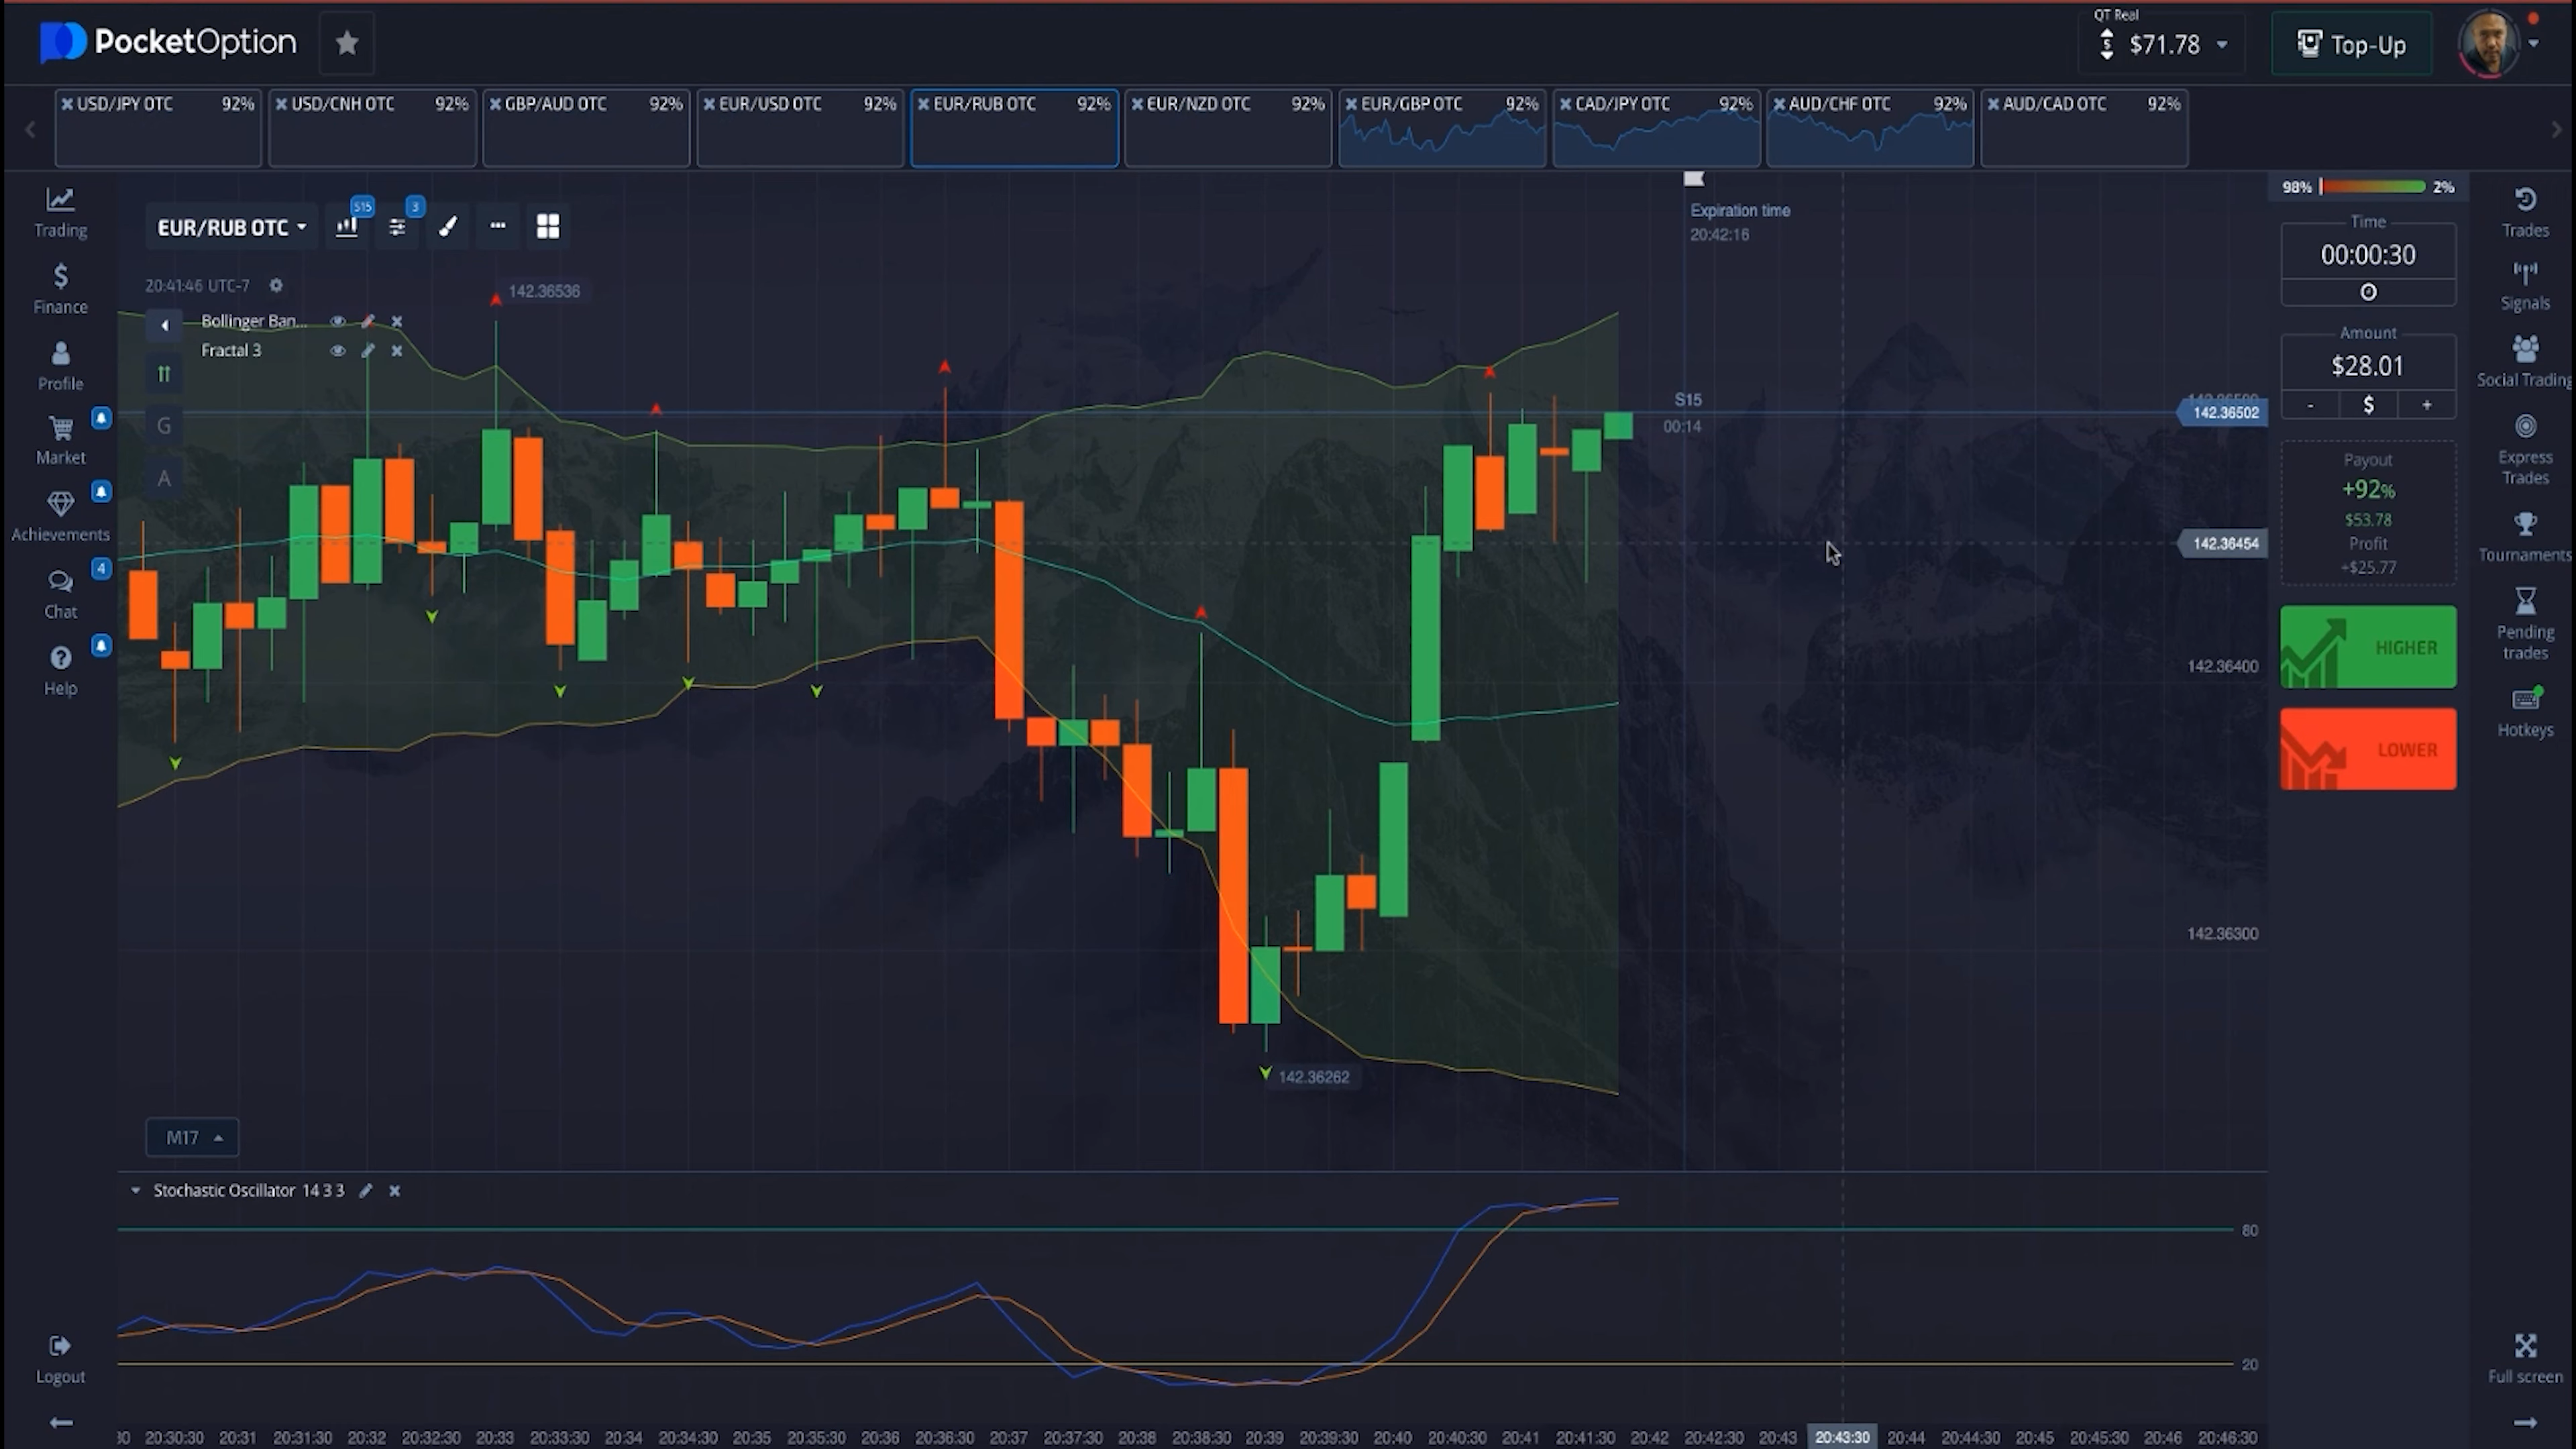 PocketOption
QT Real
$71.78
Top-Up
USD/JPY OTC 92%
USD/CNH OTC 92%
GBP/AUD OTC 92%
EUR/USD OTC 92%
EUR/RUB OTC 92%
EUR/NZD OTC 92%
EUR/GBP OTC 92%
CAD/JPY OTC 92%
AUD/CHF OTC 92%
AUD/CAD OTC 92%
Trading
Finance
Profile
Market
Achievements
4
Chat
Help
Logout
EUR/RUB OTC
S15
3
20:41:46 UTC-7
Bollinger Ban...
Fractal 3
G
A
142.36536
Expiration time
20:42:16
S15
00:14
142.36502
142.36454
142.36400
142.36300
142.36262
M17
Stochastic Oscillator 14 3 3
80
20
30 20:30:30 20:31 20:31:30 20:32 20:32:30 20:33 20:33:30 20:34 20:34:30 20:35 20:35:30 20:36 20:36:30 20:37 20:37:30 20:38 20:38:30 20:39 20:39:30 20:40 20:40:30 20:41 20:41:30 20:42 20:42:30 20:43 20:43:30 20:44 20:44:30 20:45 20:45:30 20:46 20:46:30
98% 2%
Time
00:00:30
Amount
$28.01
- $ +
Payout
+92%
$53.78
Profit
+$25.77
HIGHER
LOWER
Trades
Signals
Social Trading
Express
Trades
Tournaments
Pending
trades
Hotkeys
Full screen